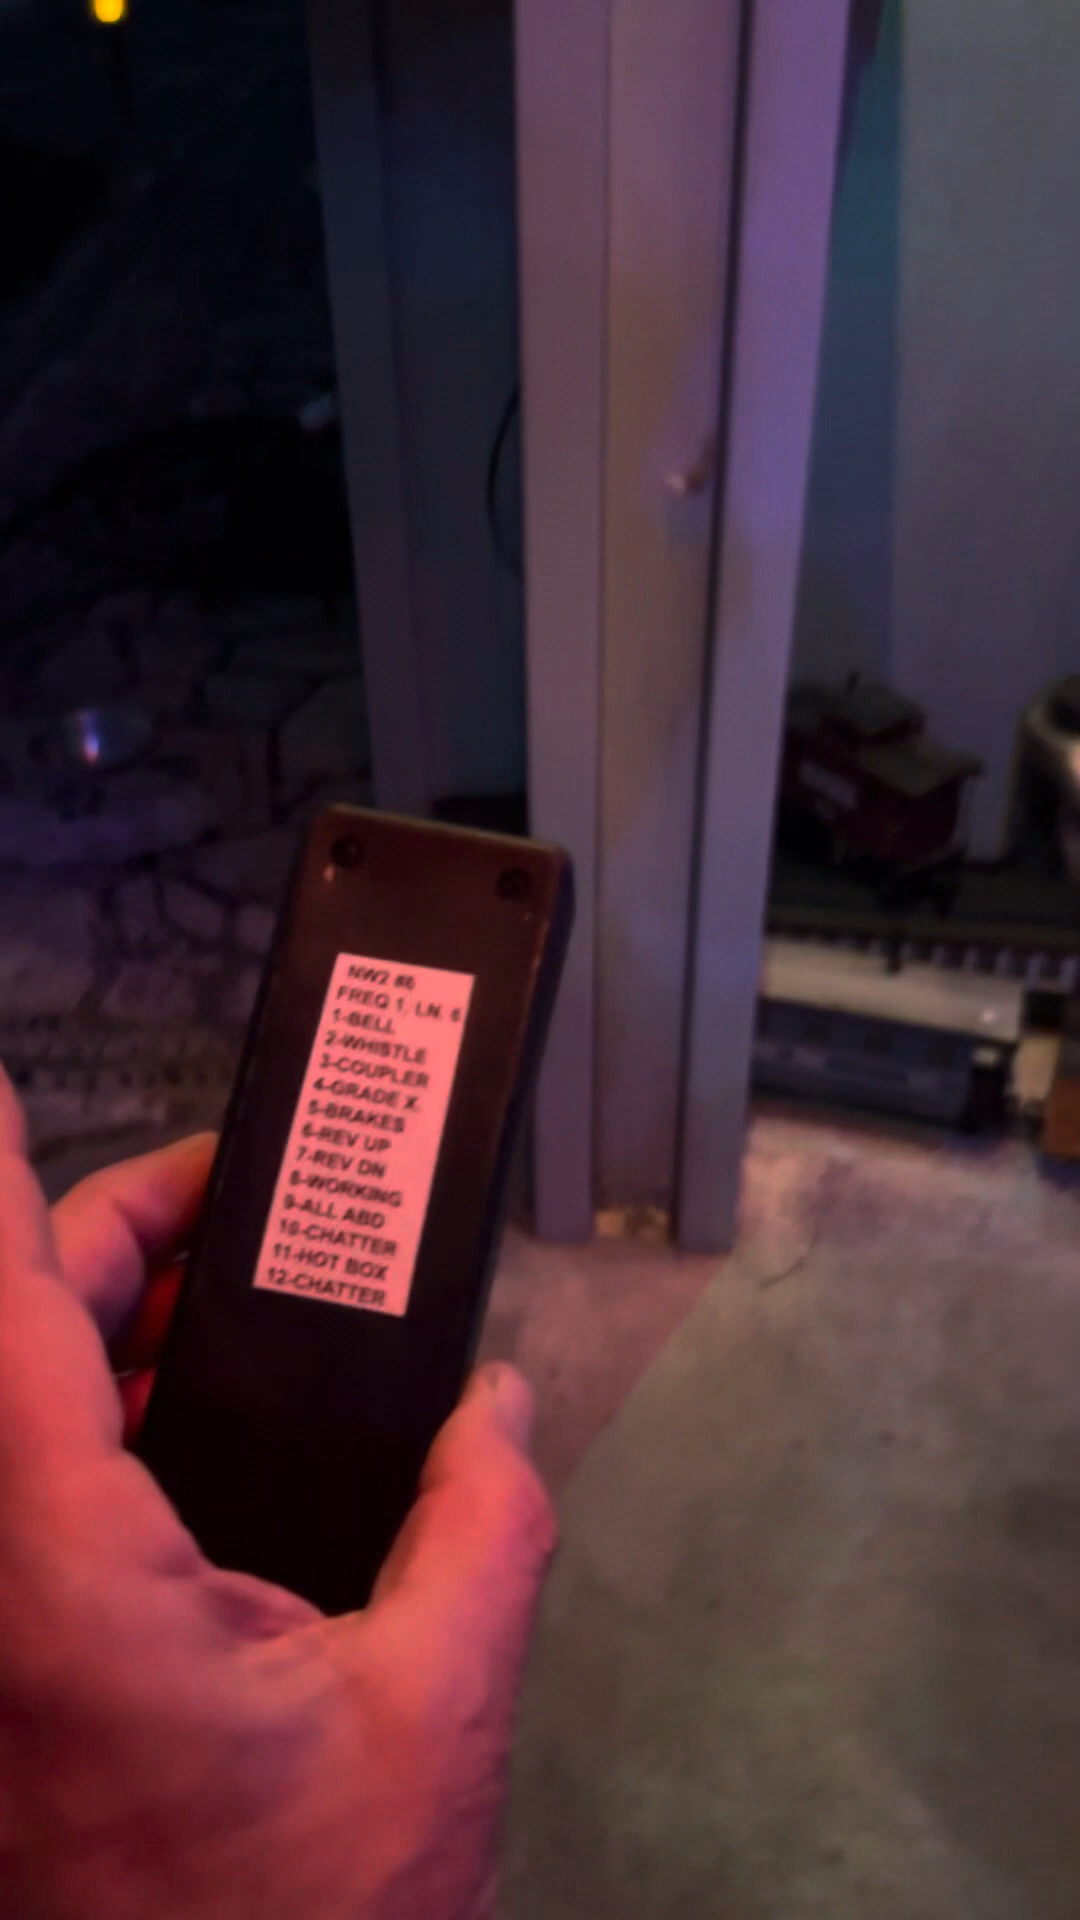 NW2 #6
FREQ 1, LN. 6
1-BELL
2-WHISTLE
3-COUPLER
4-GRADE X.
5-BRAKES
6-REV UP
7-REV DN
8-WORKING
9-ALL ABD
10-CHATTER
11-HOT BOX
12-CHATTER